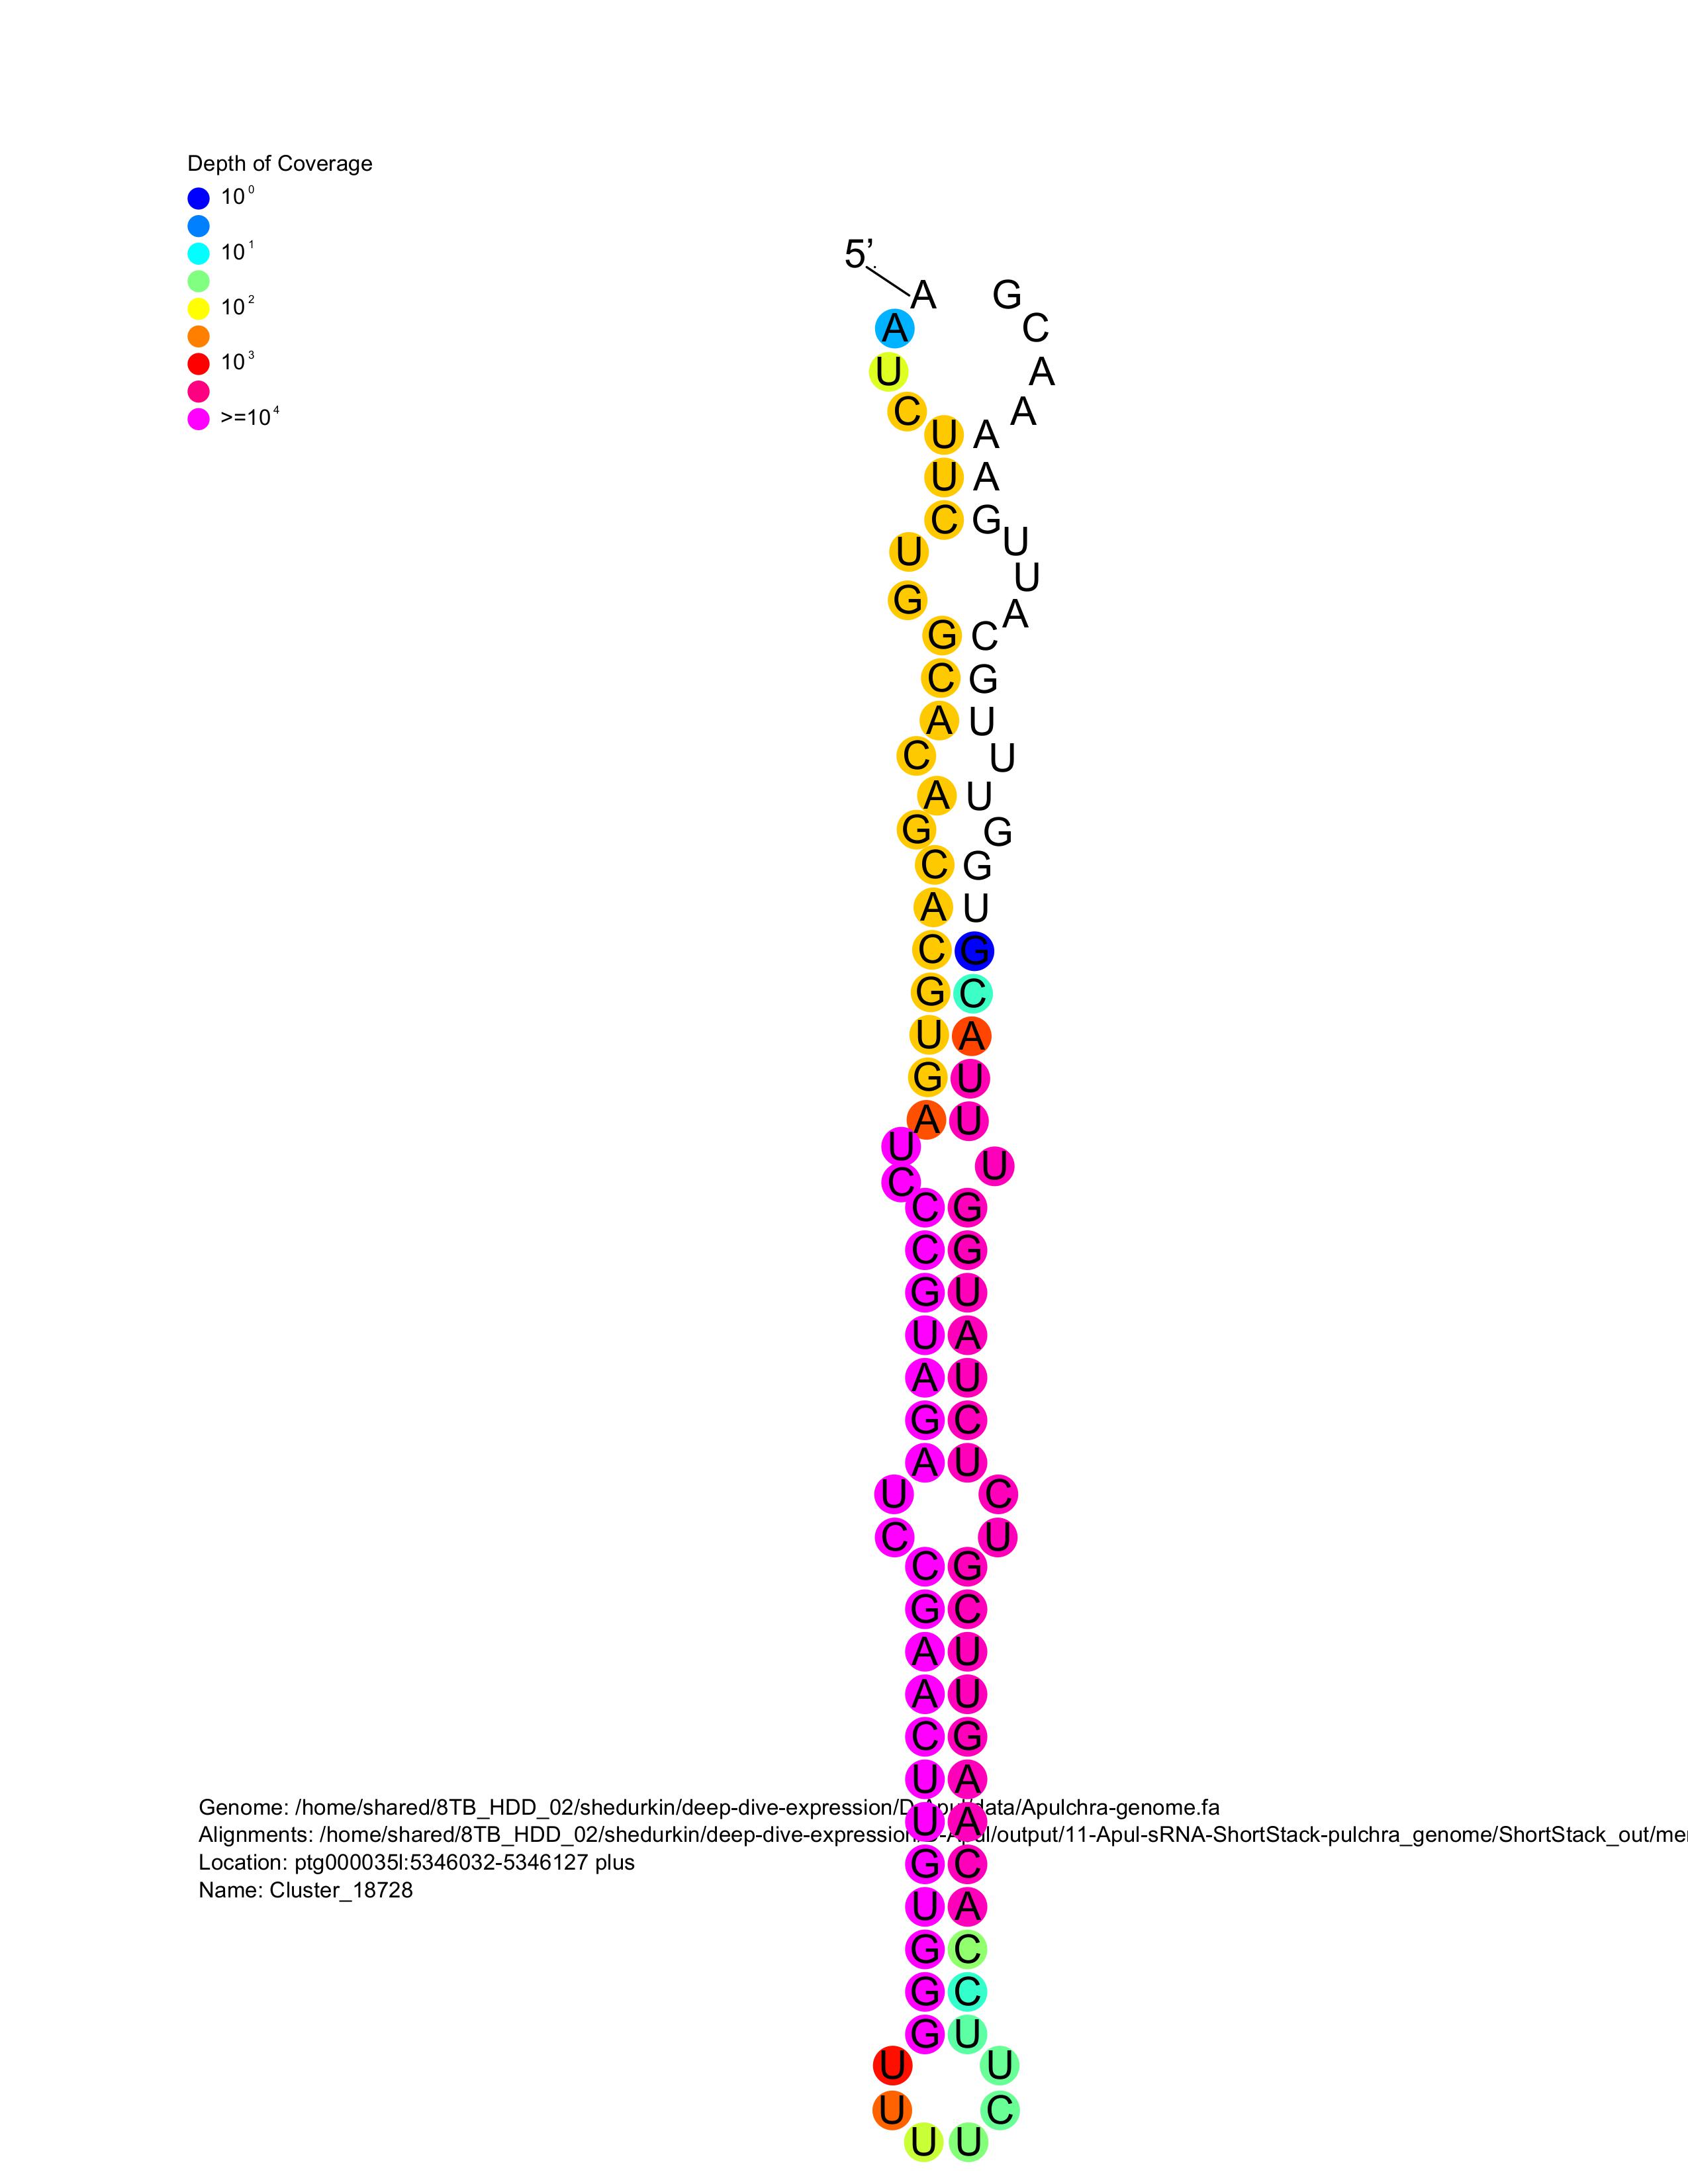 Depth of Coverage
10⁰
10¹
10²
10³
>=10⁴
5’
A G
A C
U A
C A
U A
U A
C G
U U
G U
A
G C
C G
A U
C U
A U
G G
C G
A U
C G
G C
U A
G U
A U
U U
C
C G
C G
G U
U A
A U
G C
A U
U C
C U
C G
G C
A U
A U
C G
U A
U A
G C
U A
G C
G C
G U
U U
U C
U U
Genome: /home/shared/8TB_HDD_02/shedurkin/deep-dive-expression/D-Apul/data/Apulchra-genome.fa
Alignments: /home/shared/8TB_HDD_02/shedurkin/deep-dive-expression/D-Apul/output/11-Apul-sRNA-ShortStack-pulchra_genome/ShortStack_out/mer
Location: ptg000035l:5346032-5346127 plus
Name: Cluster_18728